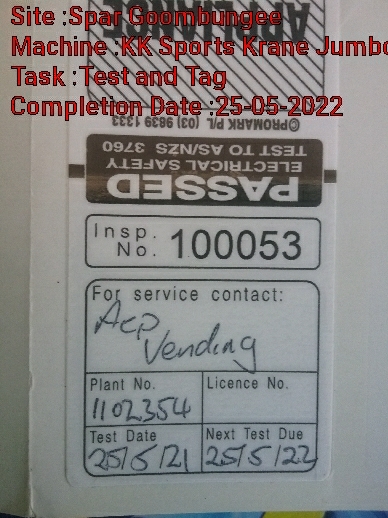 Site :Spar Goombungee
Machine :KK Sports Krane Jumbo
Task :Test and Tag
Completion Date :25-05-2022
APPLIANCE
©PROMARK P/L (03) 9639 1333
TEST TO AS/NZS 3760
ELECTRICAL SAFETY
PASSED
Insp. No. 100053
For service contact:
Acp
Vending
Plant No. Licence No.
1102354
Test Date Next Test Due
25/5/21 25/5/22